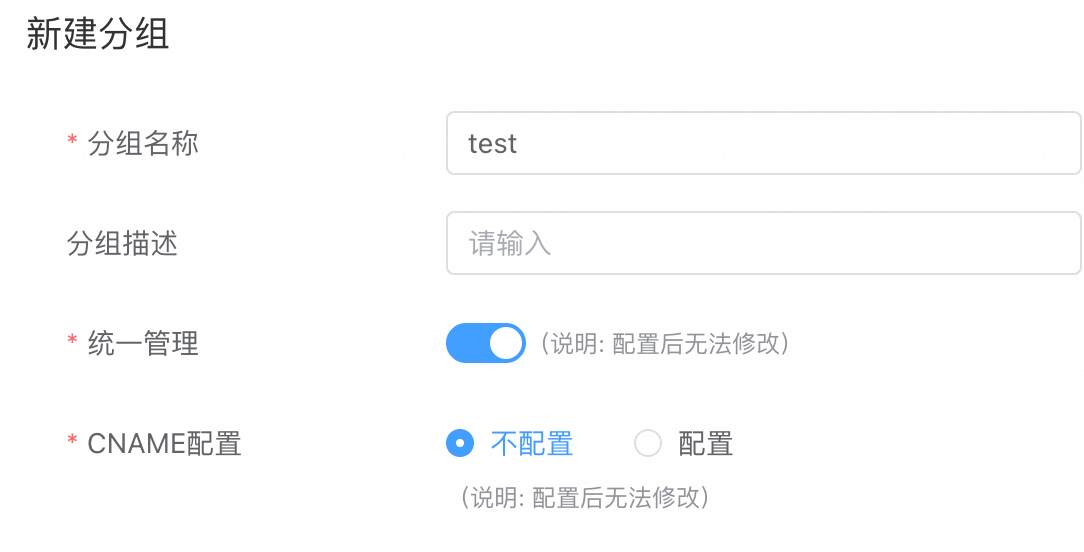 新建分组
* 分组名称 test
分组描述 请输入
* 统一管理 (说明: 配置后无法修改)
* CNAME配置 不配置 配置
(说明: 配置后无法修改)